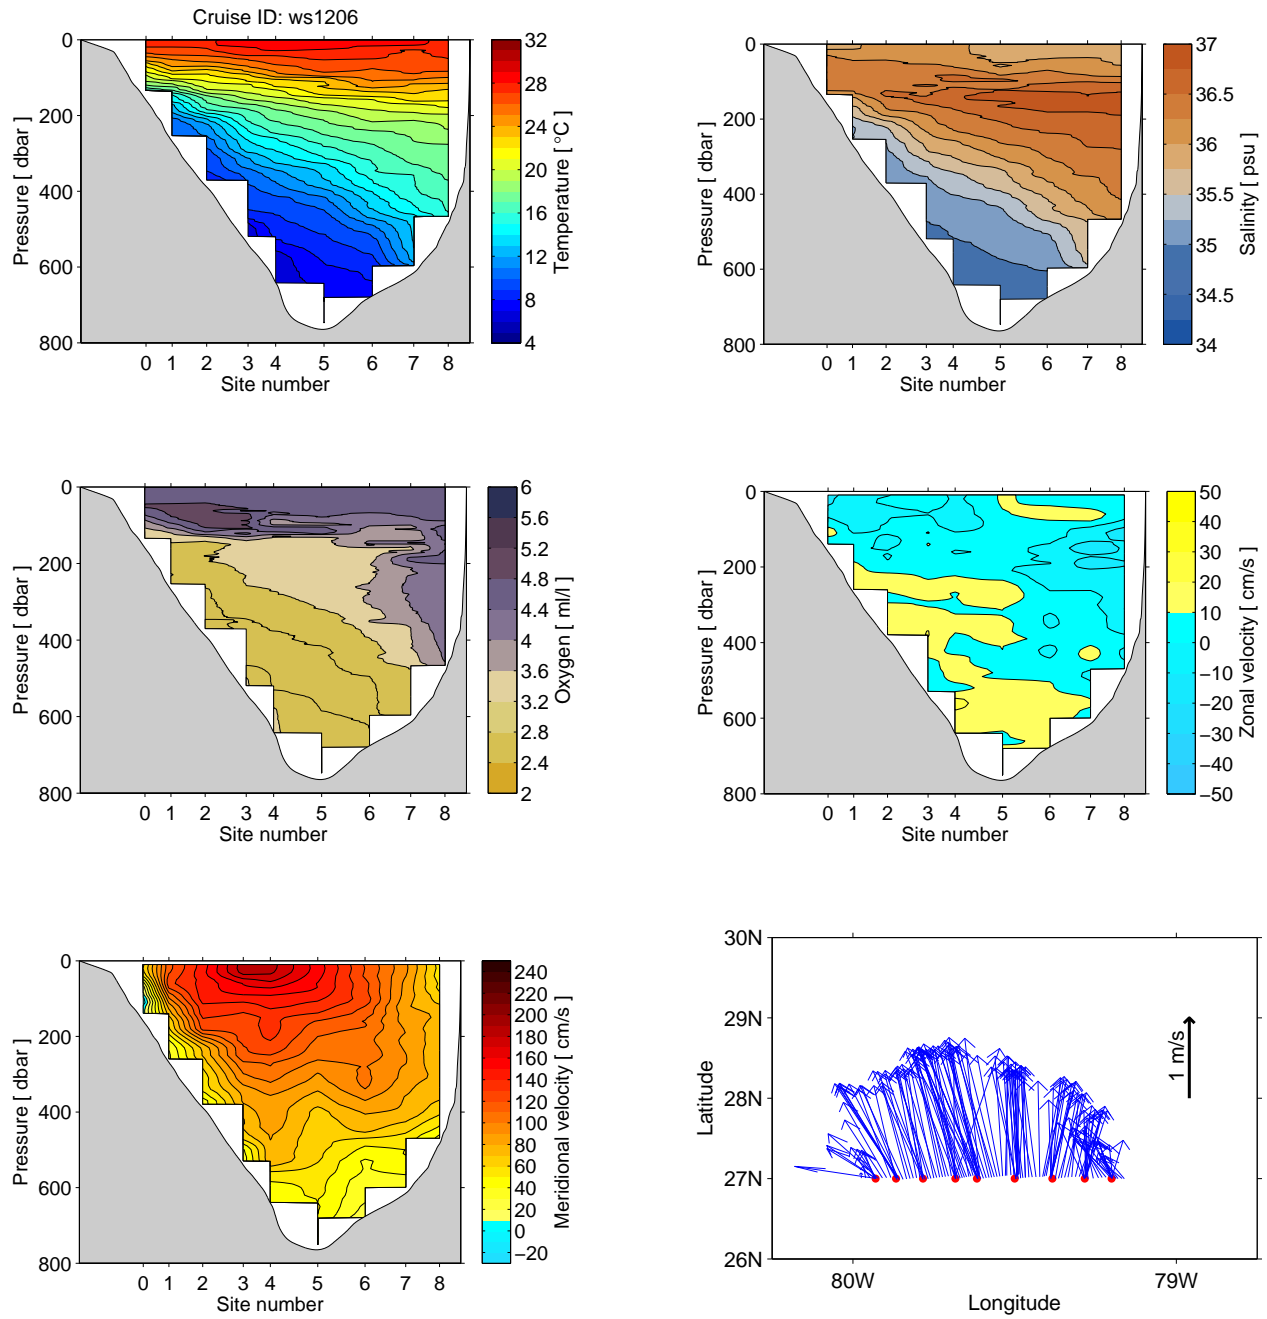 Cruise ID: ws1206
0
200
400
600
800
Pressure [ dbar]
0 1 2 3 4 5 6 7 8
Site number
32
28
24
20
16
12
8
4
Temperature [ °C]
0
200
400
600
800
Pressure [ dbar]
0 1 2 3 4 5 6 7 8
Site number
37
36.5
36
35.5
35
34.5
34
Salinity [ psu]
0
200
400
600
800
Pressure [ dbar]
0 1 2 3 4 5 6 7 8
Site number
6
5.6
5.2
4.8
4.4
4
3.6
3.2
2.8
2.4
2
Oxygen [ ml/l]
0
200
400
600
800
Pressure [ dbar]
0 1 2 3 4 5 6 7 8
Site number
50
40
30
20
10
0
−10
−20
−30
−40
−50
Zonal velocity [ cm/s]
0
200
400
600
800
Pressure [ dbar]
0 1 2 3 4 5 6 7 8
Site number
240
220
200
180
160
140
120
100
80
60
40
20
0
−20
Meridional velocity [ cm/s]
30N
29N
28N
27N
26N
Latitude
1 m/s
80W 79W
Longitude